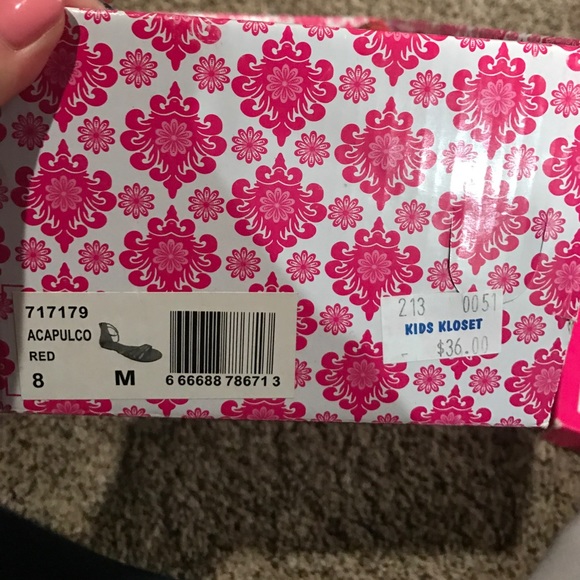 717179
ACAPULCO
RED
8 M
6 66688 78671 3
213 0051
KIDS KLOSET
$36.00